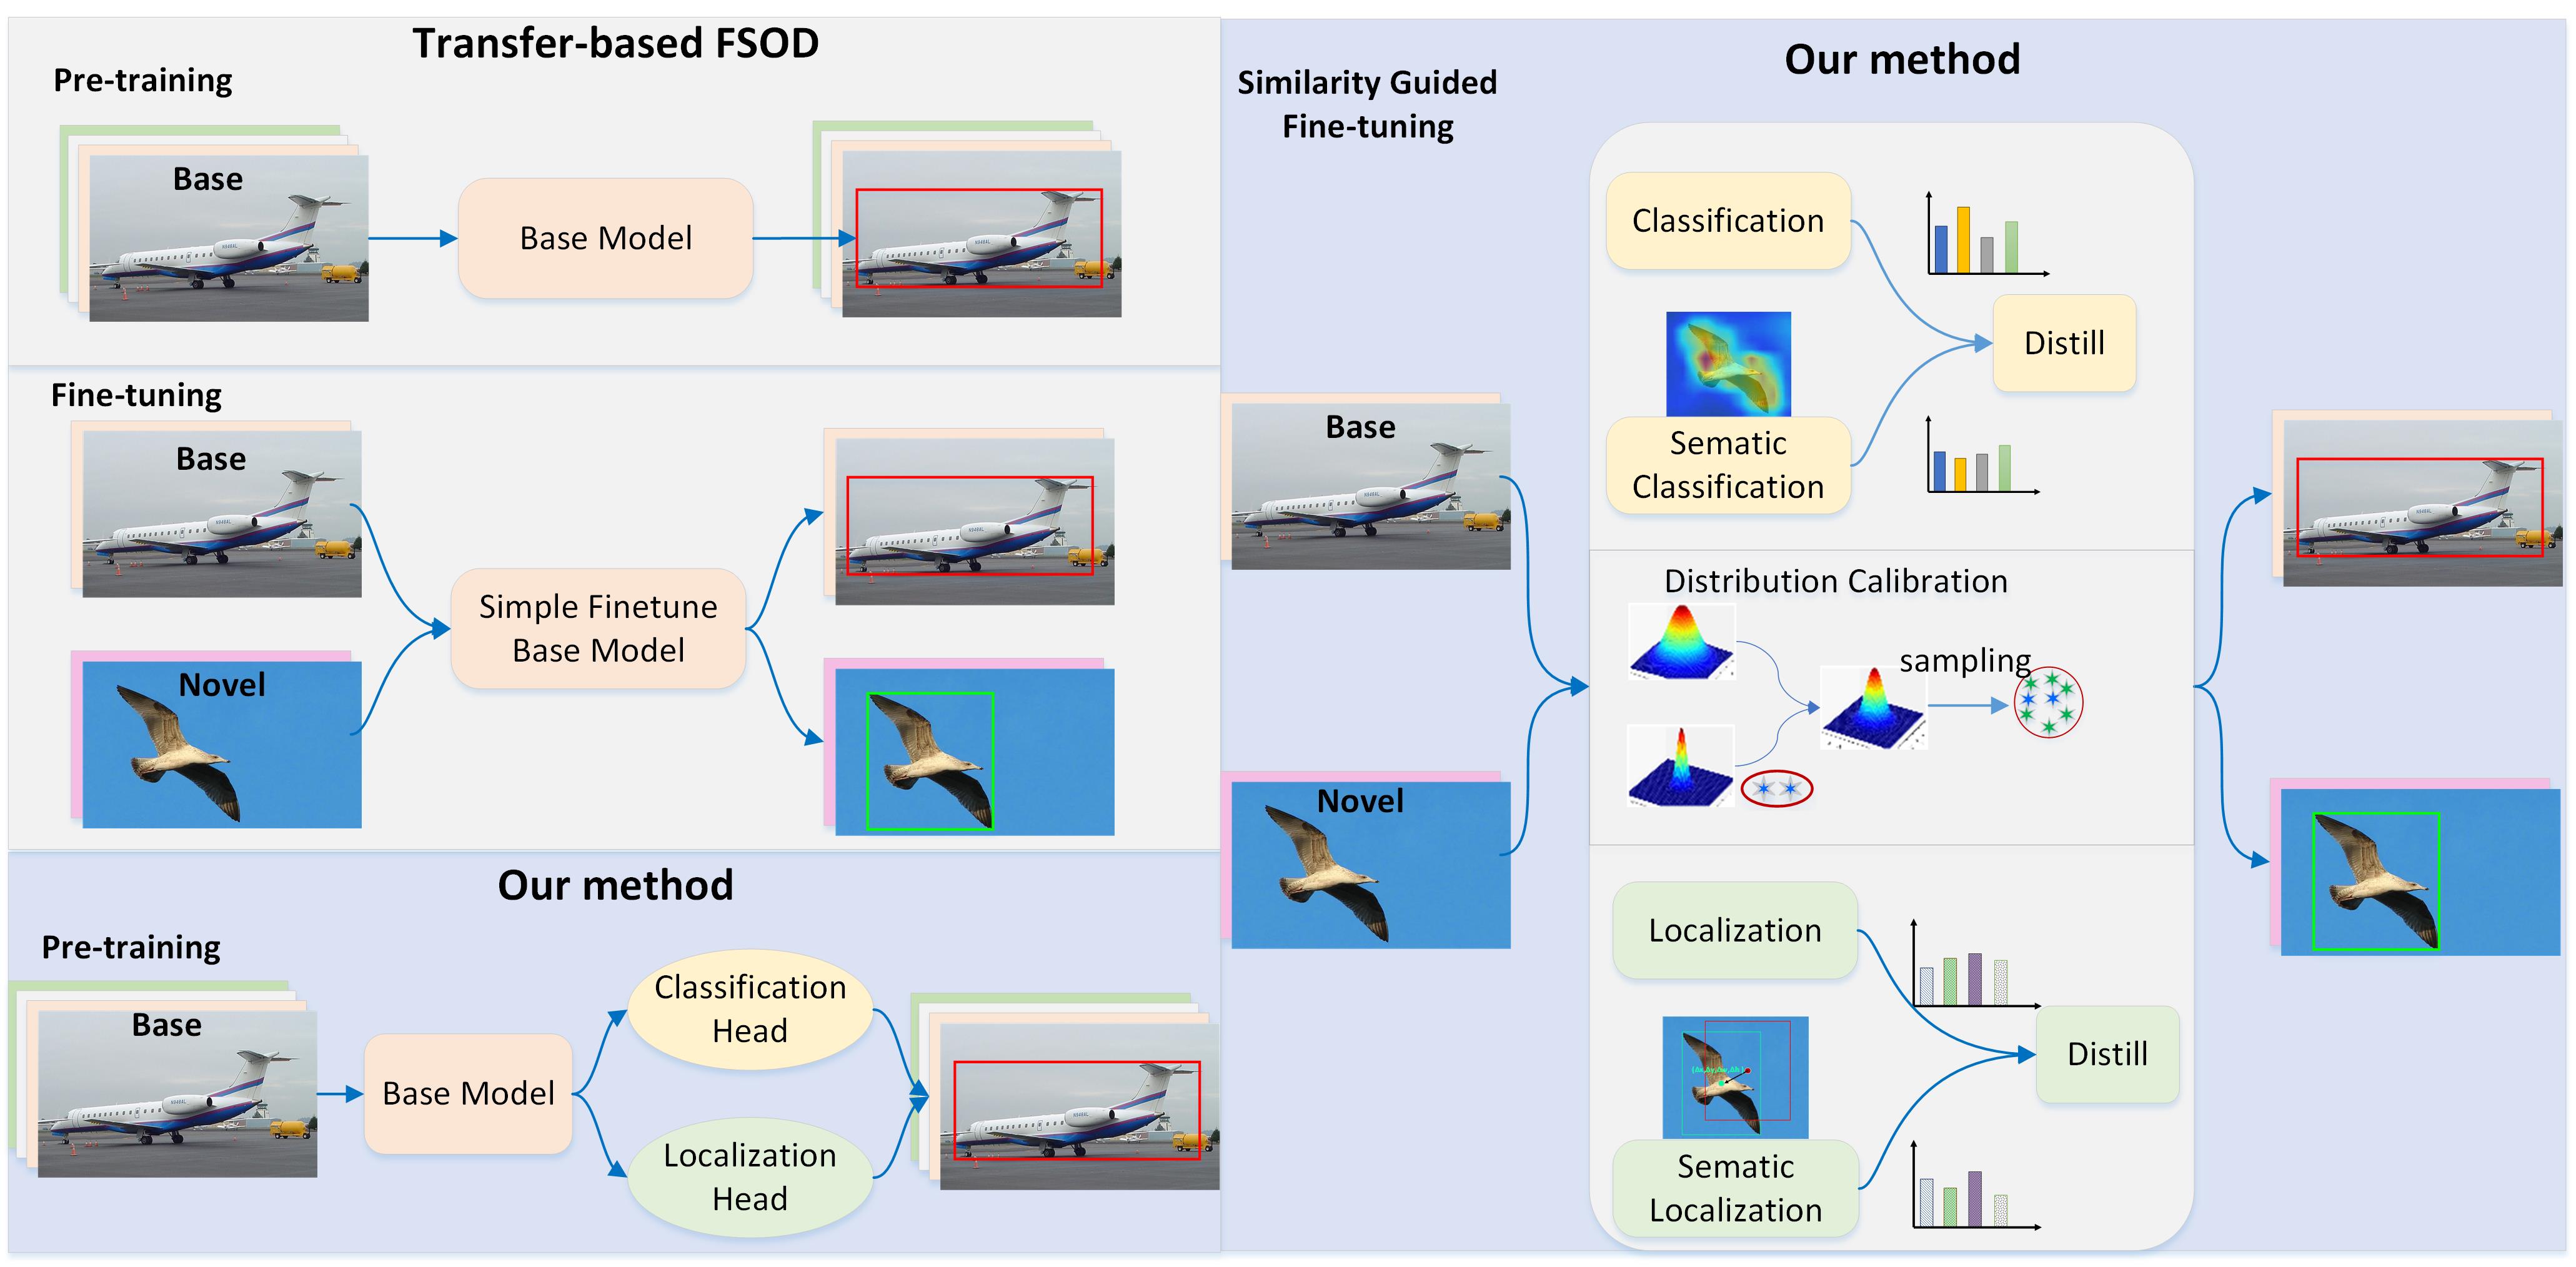 Transfer-based FSOD
Pre-training
Base
Base Model
Fine-tuning
Base
Novel
Simple Finetune
Base Model
Our method
Pre-training
Base
Base Model
Classification
Head
Localization
Head
Our method
Similarity Guided
Fine-tuning
Base
Novel
Classification
Distill
Sematic
Classification
Distribution Calibration
sampling
Localization
Distill
Sematic
Localization